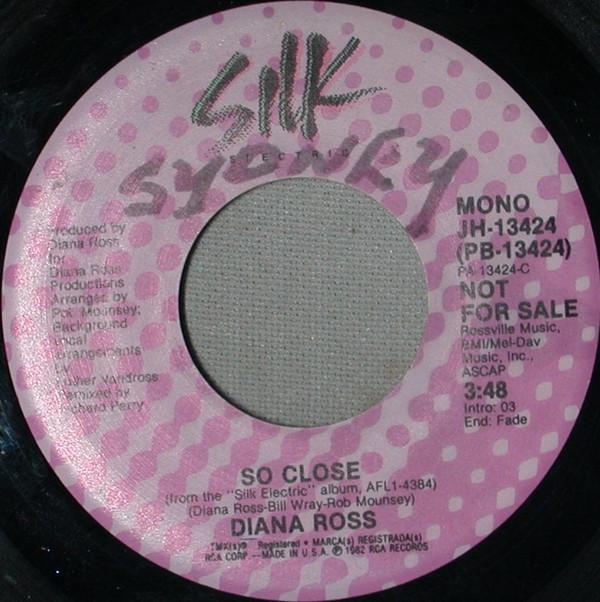 Silk
ELECTRIC
SYDNEY
Produced by
Diana Ross
for
Diana Ross
Productions
Arranged by
Rob Mounsey;
Background
Vocal
Arrangements
by
Luther Vandross
Remixed by
Richard Perry
MONO
JH-13424
(PB-13424)
PA-13424-C
NOT
FOR SALE
Rossville Music,
BMI/Mel-Dav
Music, Inc.,
ASCAP
3:48
Intro: 03
End: Fade
SO CLOSE
(from the "Silk Electric" album, AFL1-4384)
(Diana Ross-Bill Wray-Rob Mounsey)
DIANA ROSS
TMK(s)® Registered • MARCA(s) REGISTRADA(s)
RCA CORP.—MADE IN U.S.A. ℗ 1982 RCA RECORDS